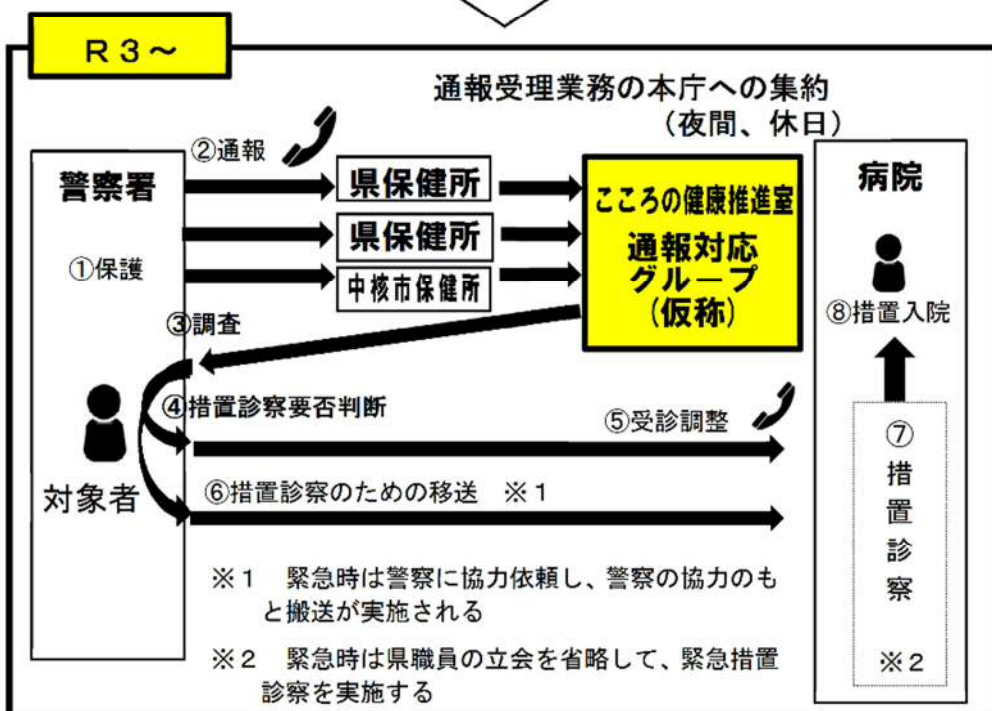 R3～
通報受理業務の本庁への集約
（夜間、休日）
警察署
①保護
②通報
県保健所
県保健所
中核市保健所
こころの健康推進室
通報対応
グループ
（仮称）
病院
⑧措置入院
③調査
④措置診察要否判断
⑤受診調整
対象者
⑥措置診察のための移送　※1
⑦措置診察
※2
※1　緊急時は警察に協力依頼し、警察の協力のも
と搬送が実施される
※2　緊急時は県職員の立会を省略して、緊急措置
診察を実施する